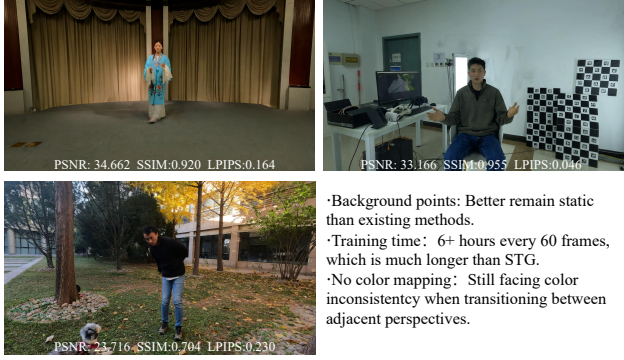 PSNR: 34.662 SSIM:0.920 LPIPS:0.164
PSNR: 33.166 SSIM:0.955 LPIPS:0.046
PSNR: 23.716 SSIM:0.704 LPIPS:0.230
·Background points: Better remain static
than existing methods.
·Training time：6+ hours every 60 frames,
which is much longer than STG.
·No color mapping：Still facing color
inconsistentcy when transitioning between
adjacent perspectives.